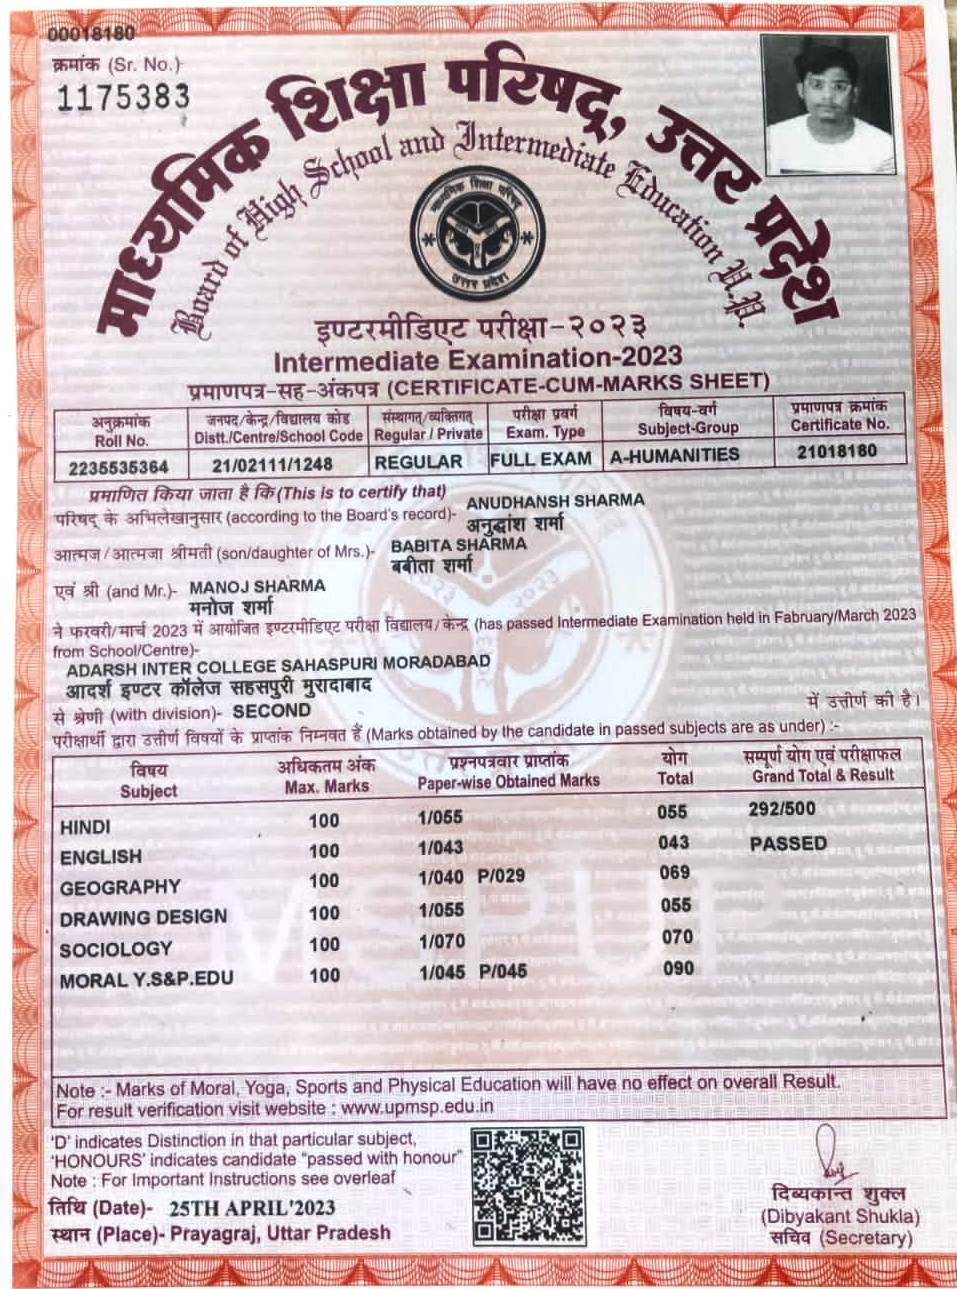 00018180
क्रमांक (Sr. No.)
1175383
माध्यमिक शिक्षा परिषद्, उत्तर प्रदेश
Board of High School and Intermediate Education U.P.
माध्यमिक शिक्षा परिषद्
उत्तर प्रदेश
इण्टरमीडिएट परीक्षा-२०२३
Intermediate Examination-2023
प्रमाणपत्र-सह-अंकपत्र (CERTIFICATE-CUM-MARKS SHEET)
अनुक्रमांक जनपद/केन्द्र/विद्यालय कोड संस्थागत/व्यक्तिगत परीक्षा प्रवर्ग विषय-वर्ग प्रमाणपत्र क्रमांक
Roll No. Distt./Centre/School Code Regular / Private Exam. Type Subject-Group Certificate No.
2235535364 21/02111/1248 REGULAR FULL EXAM A-HUMANITIES 21018180
प्रमाणित किया जाता है कि (This is to certify that)
परिषद् के अभिलेखानुसार (according to the Board's record)- ANUDHANSH SHARMA
अनुद्धांश शर्मा
आत्मज/आत्मजा श्रीमती (son/daughter of Mrs.)- BABITA SHARMA
बबीता शर्मा
एवं श्री (and Mr.)- MANOJ SHARMA
मनोज शर्मा
ने फरवरी/मार्च 2023 में आयोजित इण्टरमीडिएट परीक्षा विद्यालय/केन्द्र (has passed Intermediate Examination held in Fabruary/March 2023
from School/Centre)-
ADARSH INTER COLLEGE SAHASPURI MORADABAD
आदर्श इण्टर कॉलेज सहसपुरी मुरादाबाद
से श्रेणी (with division)- SECOND में उत्तीर्ण की है।
परीक्षार्थी द्वारा उत्तीर्ण विषयों के प्राप्तांक निम्नवत हैं (Marks obtained by the candidate in passed subjects are as under) :-
विषय अधिकतम अंक प्रश्नपत्रवार प्राप्तांक योग सम्पूर्ण योग एवं परीक्षाफल
Subject Max. Marks Paper-wise Obtained Marks Total Grand Total & Result
HINDI 100 1/055 055 292/500
ENGLISH 100 1/043 043 PASSED
GEOGRAPHY 100 1/040 P/029 069
DRAWING DESIGN 100 1/055 055
SOCIOLOGY 100 1/070 070
MORAL Y.S&P.EDU 100 1/045 P/045 090
MSPUP
Note :- Marks of Moral, Yoga, Sports and Physical Education will have no effect on overall Result.
For result verification visit website : www.upmsp.edu.in
'D' indicates Distinction in that particular subject,
'HONOURS' indicates candidate "passed with honour"
Note : For Important Instructions see overleaf
तिथि (Date)- 25TH APRIL'2023
स्थान (Place)- Prayagraj, Uttar Pradesh
दिब्यकान्त शुक्ल
(Dibyakant Shukla)
सचिव (Secretary)